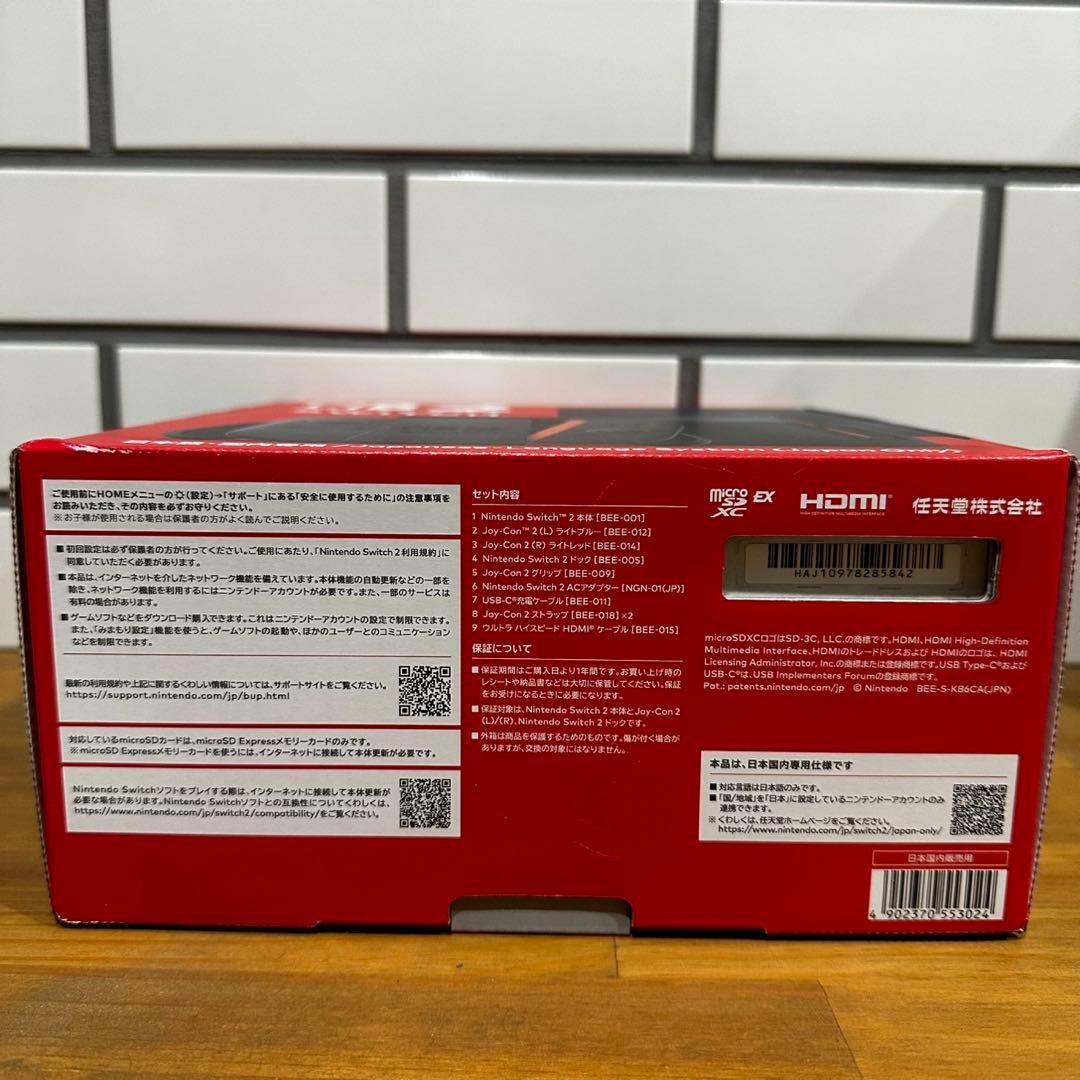 ご使用前にHOMEメニューの(設定)→「サポート」にある「安全に使用するために」の注意事項を
お読みいただき、その内容を必ずお守りください。
※お子様が使用される場合は保護者の方がよく読んでご説明ください。
■初回設定は必ず保護者の方が行ってください。ご使用にあたり、「Nintendo Switch 2利用規約」に
同意していただく必要があります。
■本品は、インターネットを介したネットワーク機能を備えています。本体機能の自動更新などの一部を
除き、ネットワーク機能を利用するにはニンテンドーアカウントが必要です。また、一部のサービスは
有料の場合があります。
■ゲームソフトなどをダウンロード購入できます。これはニンテンドーアカウントの設定で制限できます。
また、「みまもり設定」機能を使うと、ゲームソフトの起動や、ほかのユーザーとのコミュニケーション
などを制限できます。
最新の利用規約や上記に関するくわしい情報については、サポートサイトをご覧ください。
https://support.nintendo.com/jp/bup.html
対応しているmicroSDカードは、microSD Expressメモリーカードのみです。
※microSD Expressメモリーカードを使うには、インターネットに接続して本体更新が必要です。
Nintendo Switchソフトをプレイする際は、インターネットに接続して本体更新が
必要な場合があります。Nintendo Switchソフトとの互換性についてくわしくは、
https://www.nintendo.com/jp/switch2/compatibility/をご覧ください。
セット内容
1 Nintendo Switch™ 2 本体 [BEE-001]
2 Joy-Con™ 2 (L) ライトブルー [BEE-012]
3 Joy-Con 2 (R) ライトレッド [BEE-014]
4 Nintendo Switch 2 ドック [BEE-005]
5 Joy-Con 2 グリップ [BEE-009]
6 Nintendo Switch 2 ACアダプター [NGN-01(JP)]
7 USB-C®充電ケーブル [BEE-011]
8 Joy-Con 2 ストラップ [BEE-018]×2
9 ウルトラ ハイスピード HDMI® ケーブル [BEE-015]
保証について
■保証期間はご購入日より1年間です。お買い上げ時の
レシートや納品書などは大切に保管してください。保証
をお受けになるときに必要になります。
■保証対象は、Nintendo Switch 2 本体とJoy-Con 2
(L)/(R)、Nintendo Switch 2 ドックです。
■外箱は商品を保護するためのものです。傷が付く場合が
ありますが、交換の対象にはなりません。
micro SD XC EX HDMI® 任天堂株式会社
HIGH DEFINITION MULTIMEDIA INTERFACE
HAJ10978285842
microSDXCロゴはSD-3C, LLC.の商標です。HDMI、HDMI High-Definition
Multimedia Interface、HDMIのトレードドレスおよび HDMIのロゴは、HDMI
Licensing Administrator, Inc.の商標または登録商標です。USB Type-C®および
USB-C®は、USB Implementers Forumの登録商標です。
Pat.: patents.nintendo.com/jp © Nintendo BEE-S-KB6CA(JPN)
本品は、日本国内専用仕様です
■対応言語は日本語のみです。
■「国/地域」を「日本」に設定しているニンテンドーアカウントのみ
連携できます。
※くわしくは、任天堂ホームページをご覧ください。
https://www.nintendo.com/jp/switch2/japan-only/
日本国内販売用
4 902370 553024